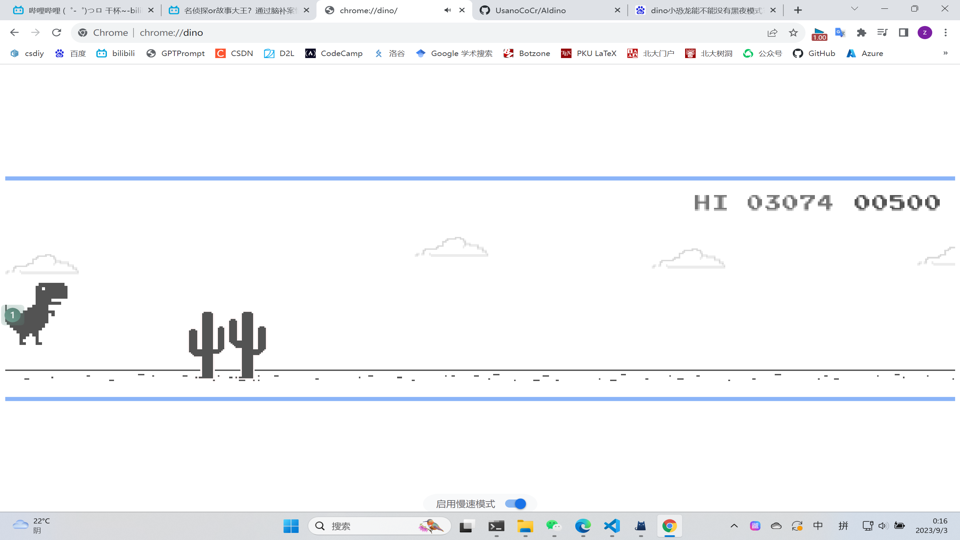 哔哩哔哩 (゜-゜)つロ 干杯~-bili
名侦探or故事大王？通过脑补案
chrome://dino/
UsanoCoCr/AIdino
dino小恐龙能不能没有黑夜模式
Chrome | chrome://dino
1.00
z
csdiy 百度 bilibili GPTPrompt CSDN D2L CodeCamp 洛谷 Google 学术搜索 Botzone PKU LaTeX 北大门户 北大树洞 公众号 GitHub Azure »
HI 03074 00500
1
启用慢速模式
22°C
阴
搜索
中
拼
0:16
2023/9/3